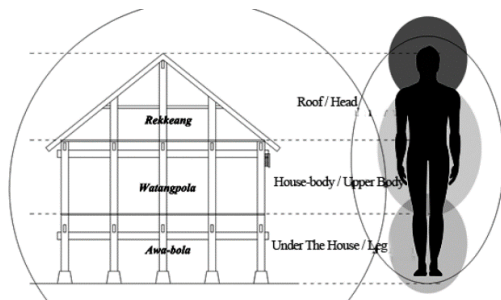 Rekkeang
Roof / Head
Watangpola
House-body / Upper Body
Awa-bola
Under The House / Leg